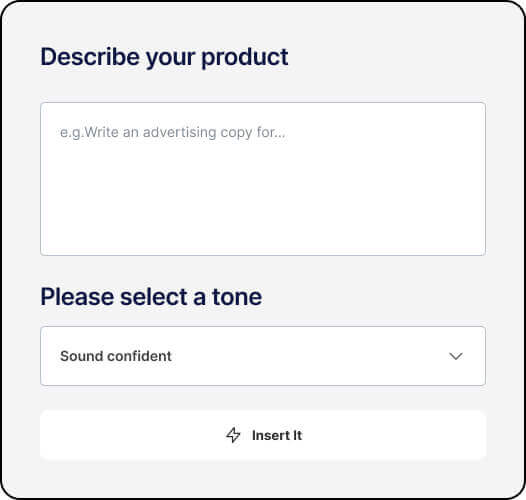 Describe your product
e.g.Write an advertising copy for...
Please select a tone
Sound confident
Insert It